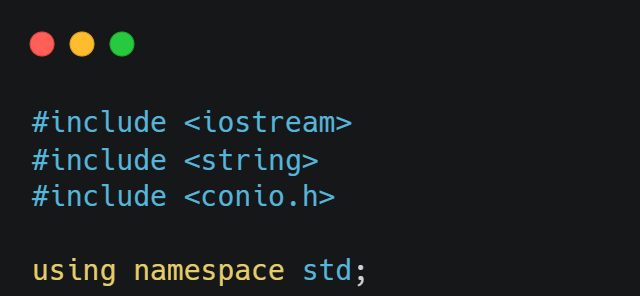 #include <iostream>
#include <string>
#include <conio.h>
using namespace std;